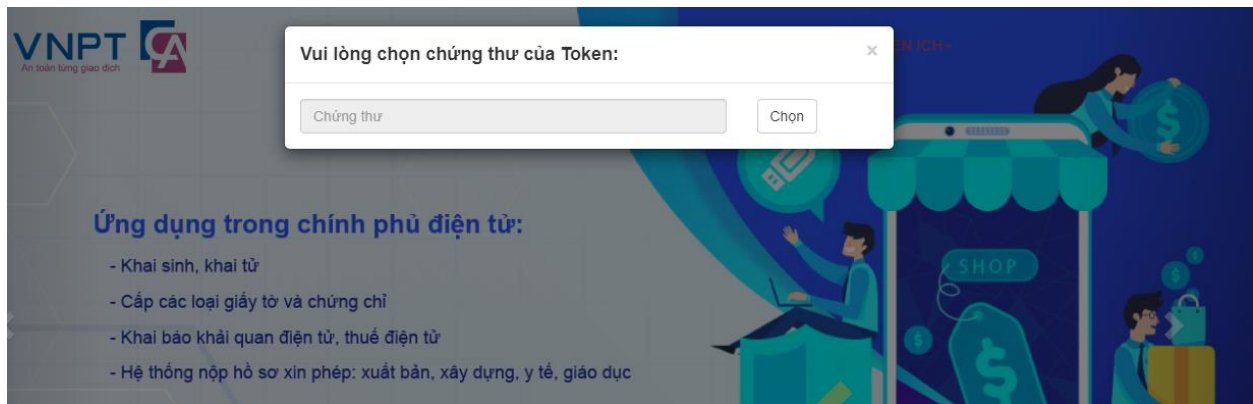 VNPT CA
An toàn từng giao dịch
Vui lòng chọn chứng thư của Token:
×
Chứng thư
Chọn
Ứng dụng trong chính phủ điện tử:
- Khai sinh, khai tử
- Cấp các loại giấy tờ và chứng chỉ
- Khai báo khải quan điện tử, thuế điện tử
- Hệ thống nộp hồ sơ xin phép: xuất bản, xây dựng, y tế, giáo dục
SHOP